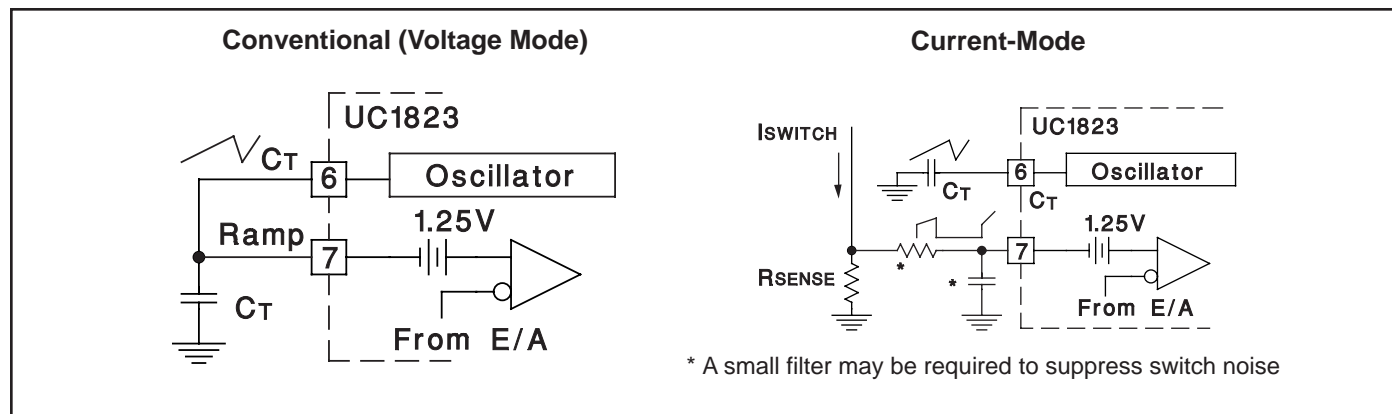 Conventional (Voltage Mode)
UC1823
CT
6
Oscillator
1.25V
Ramp
7
CT
From E/A
Current-Mode
UC1823
ISWITCH
6
Oscillator
CT
CT
1.25V
7
*
RSENSE
*
From E/A
* A small filter may be required to suppress switch noise